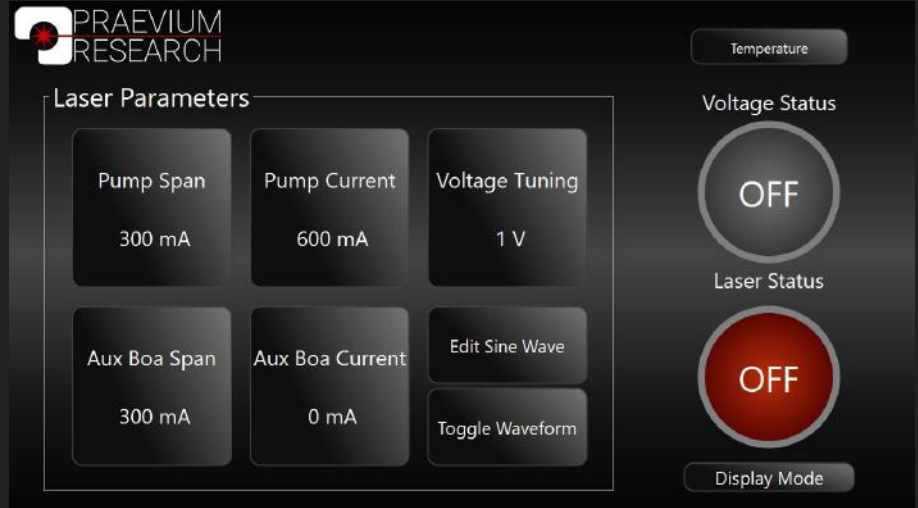 PRAEVIUM
RESEARCH
Temperature
Laser Parameters
Voltage Status
Pump Span
300 mA
Pump Current
600 mA
Voltage Tuning
1 V
OFF
Laser Status
Aux Boa Span
300 mA
Aux Boa Current
0 mA
Edit Sine Wave
Toggle Waveform
OFF
Display Mode